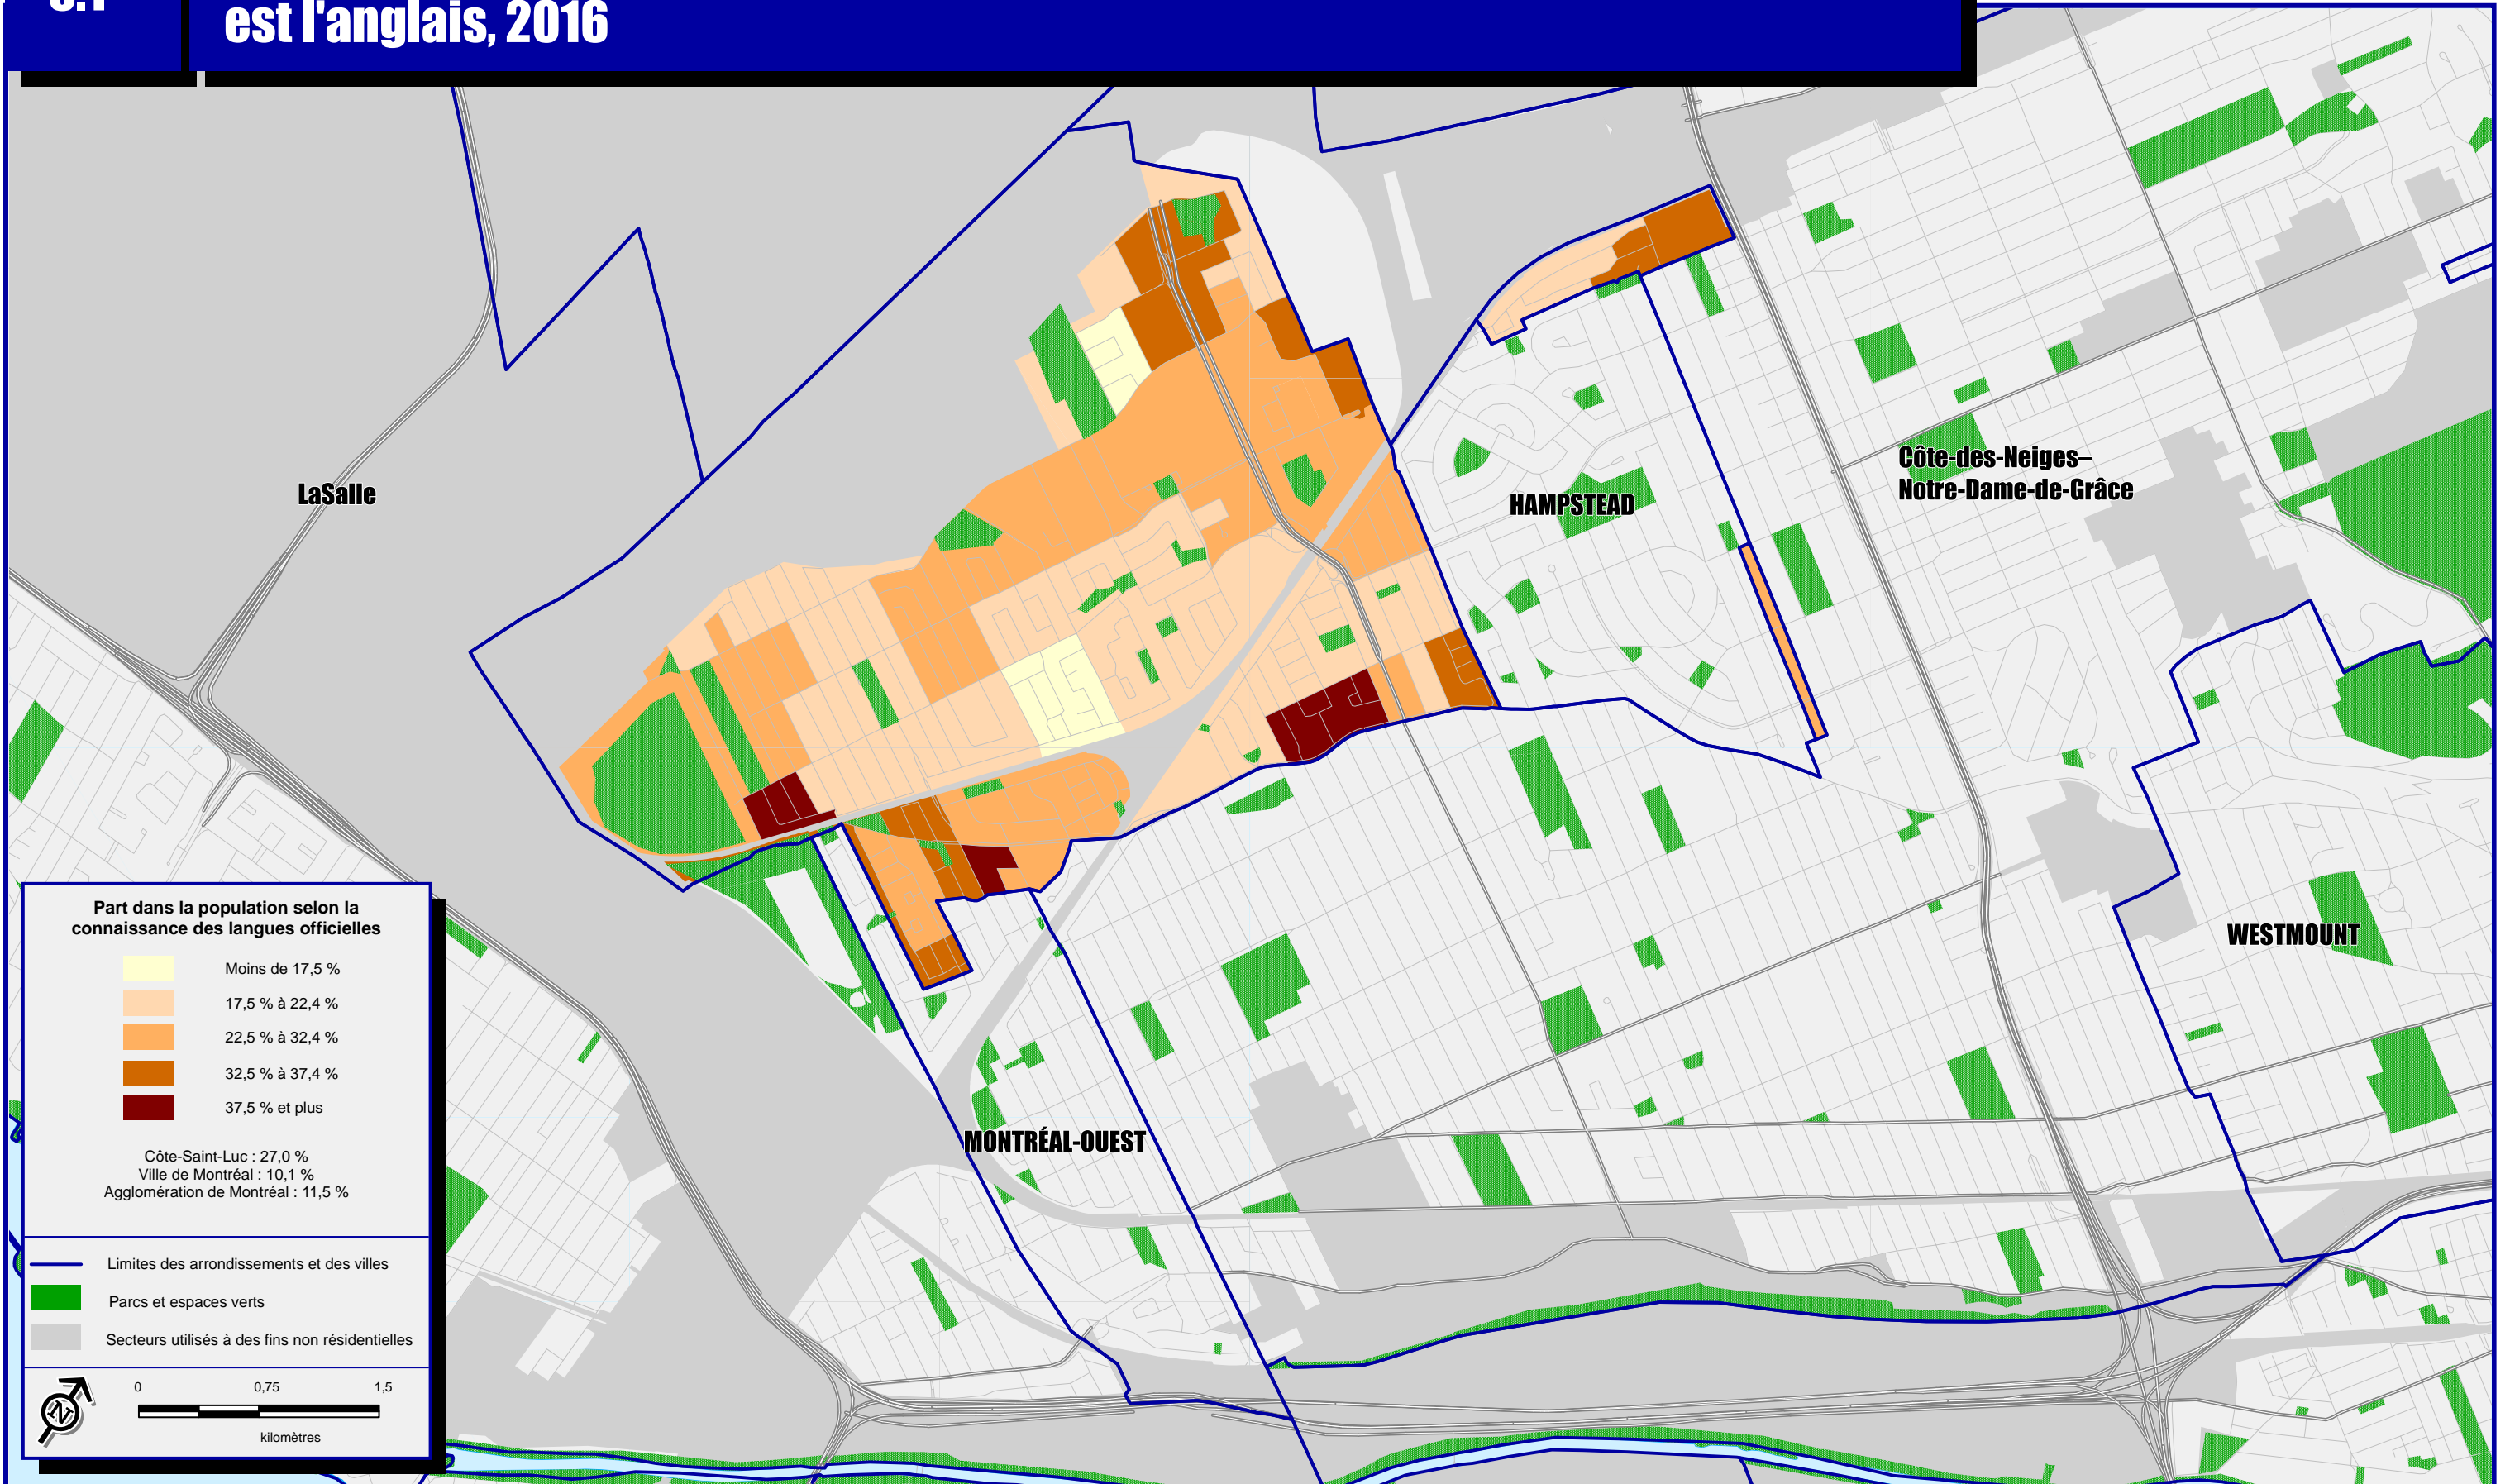 est l'anglais, 2016
LaSalle
HAMPSTEAD
Côte-des-Neiges–
Notre-Dame-de-Grâce
WESTMOUNT
MONTRÉAL-OUEST
Part dans la population selon la
connaissance des langues officielles
Moins de 17,5 %
17,5 % à 22,4 %
22,5 % à 32,4 %
32,5 % à 37,4 %
37,5 % et plus
Côte-Saint-Luc : 27,0 %
Ville de Montréal : 10,1 %
Agglomération de Montréal : 11,5 %
Limites des arrondissements et des villes
Parcs et espaces verts
Secteurs utilisés à des fins non résidentielles
N
0 0,75 1,5
kilomètres